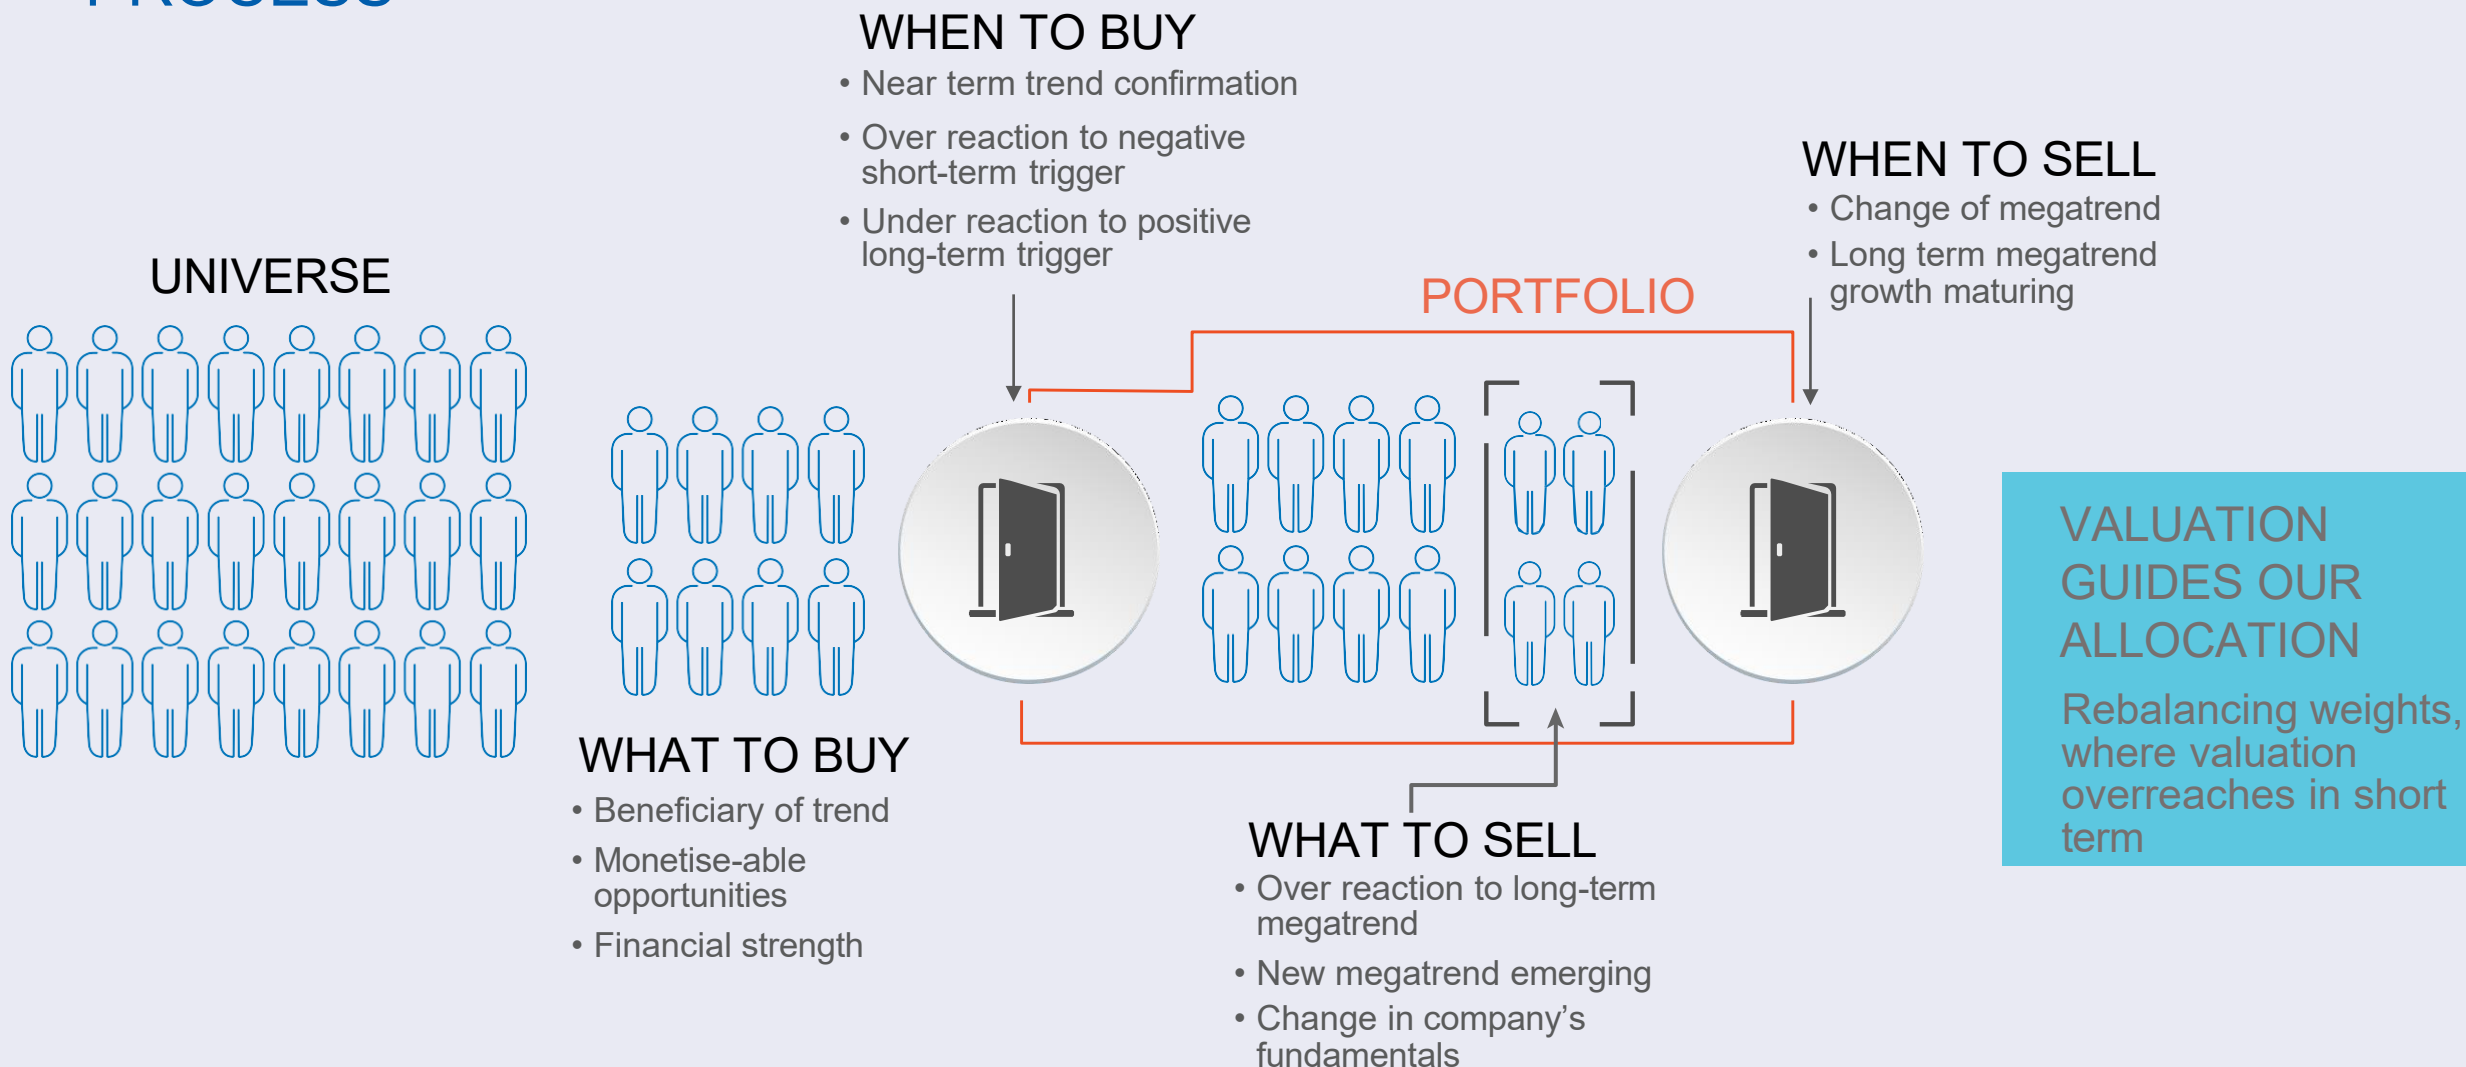 PROCESS
WHEN TO BUY
• Near term trend confirmation
• Over reaction to negative
short-term trigger
• Under reaction to positive
long-term trigger
WHEN TO SELL
• Change of megatrend
• Long term megatrend
growth maturing
UNIVERSE
PORTFOLIO
WHAT TO BUY
• Beneficiary of trend
• Monetise-able
opportunities
• Financial strength
WHAT TO SELL
• Over reaction to long-term
megatrend
• New megatrend emerging
• Change in company’s
fundamentals
VALUATION
GUIDES OUR
ALLOCATION
Rebalancing weights,
where valuation
overreaches in short
term